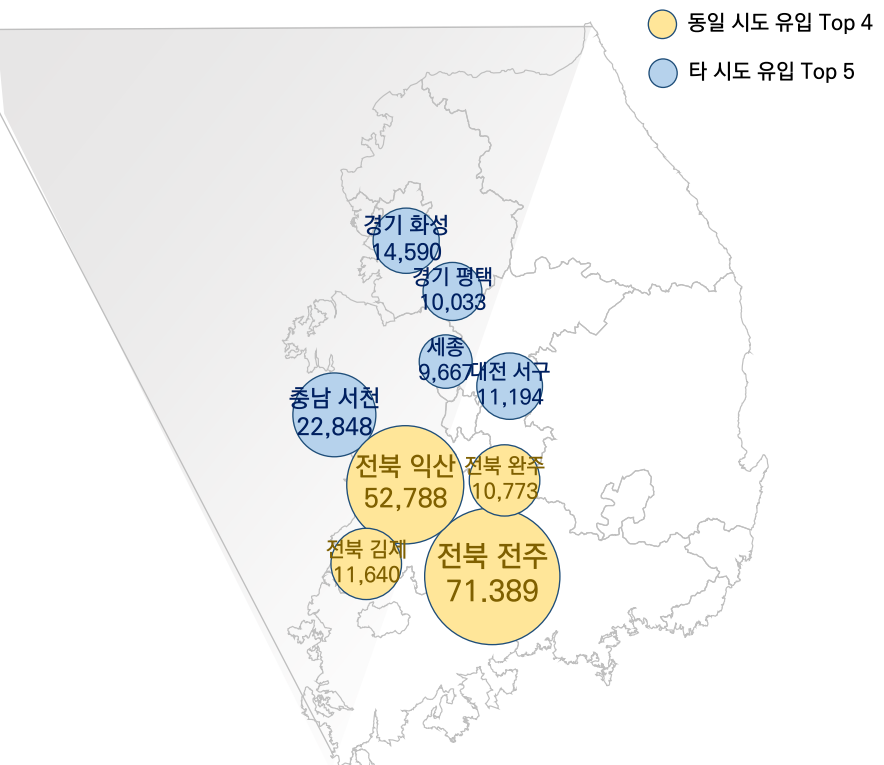 동일 시도 유입 Top 4
타 시도 유입 Top 5
경기 화성
14,590
경기 평택
10,033
세종
9,667
대전 서구
11,194
충남 서천
22,848
전북 익산
52,788
전북 완주
10,773
전북 김제
11,640
전북 전주
71.389